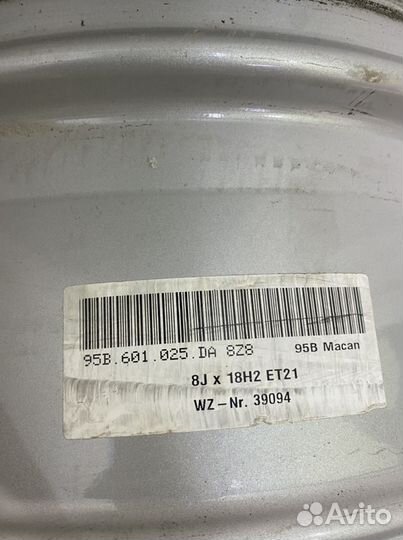 95B.601.025.DA 8Z8 95B Macan
8J x 18H2 ET21
WZ-Nr. 39094
Avito